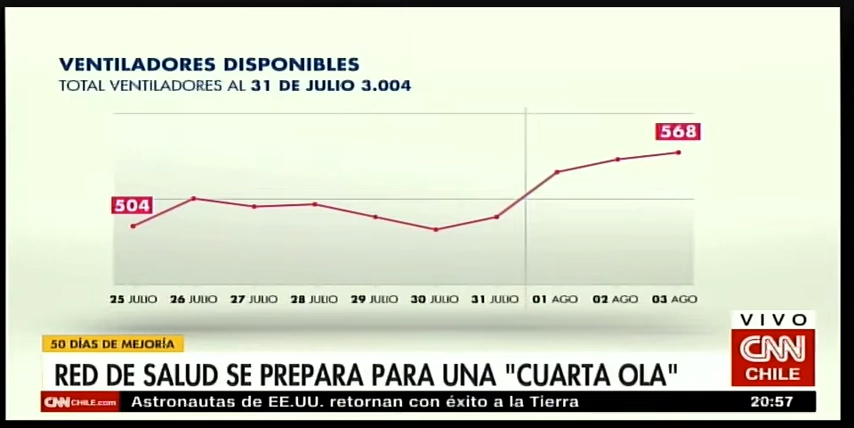 VENTILADORES DISPONIBLES
TOTAL VENTILADORES AL 31 DE JULIO 3.004
568
504
25 JULIO 26 JULIO 27 JULIO 28 JULIO 29 JULIO 30 JULIO 31 JULIO 01 AGO 02 AGO 03 AGO
50 DÍAS DE MEJORÍA
RED DE SALUD SE PREPARA PARA UNA "CUARTA OLA"
VIVO
CNN
CHILE
CNN CHILE.com Astronautas de EE.UU. retornan con éxito a la Tierra 20:57